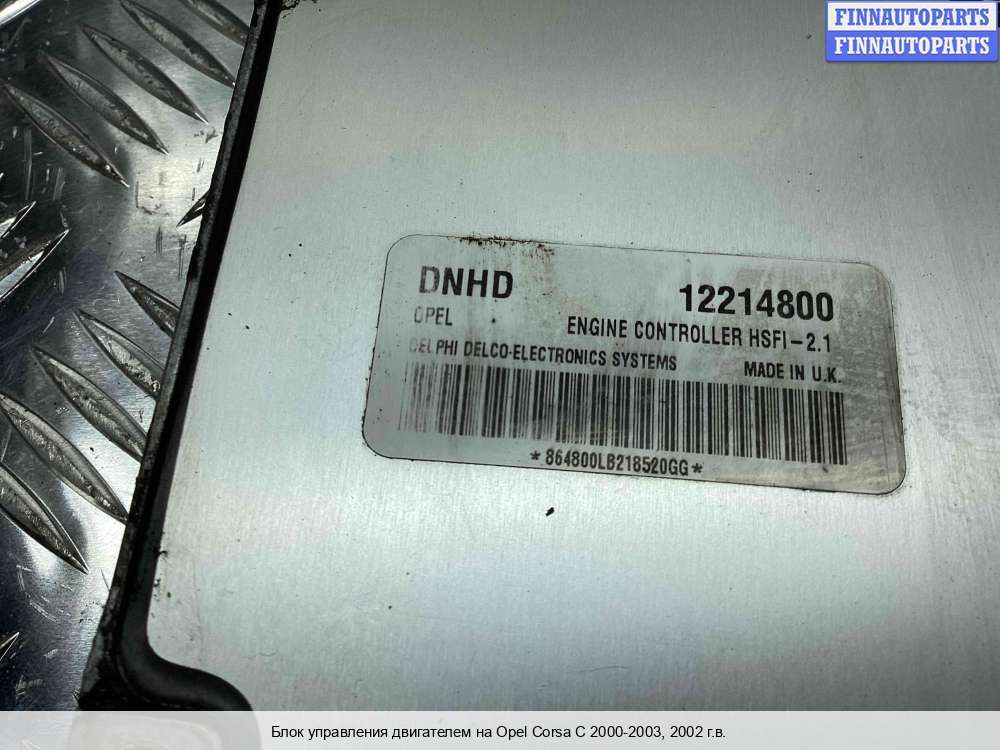 FINNAUTOPARTS
FINNAUTOPARTS
DNHD 12214800
OPEL ENGINE CONTROLLER HSFI-2.1
DELPHI DELCO-ELECTRONICS SYSTEMS MADE IN U.K.
*864800LB218520GG*
Блок управления двигателем на Opel Corsa C 2000-2003, 2002 г.в.